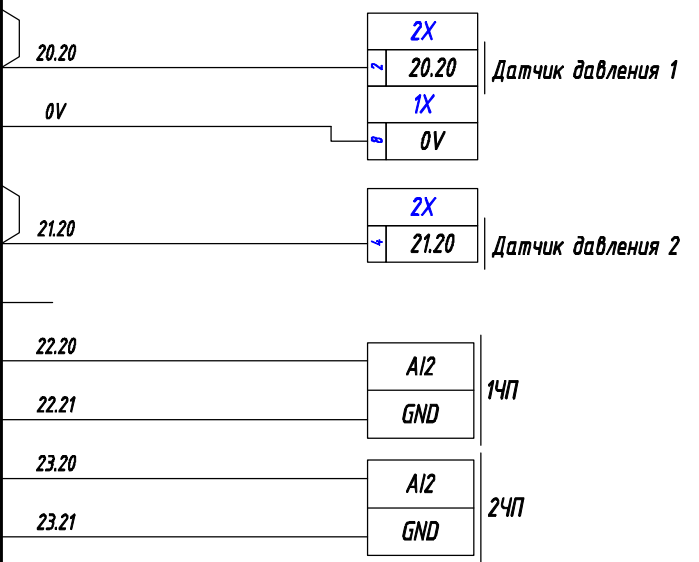 2X
20.20
2 20.20 Датчик давления 1
0V
1X
8 0V
2X
21.20
4 21.20 Датчик давления 2
22.20
AI2
1ЧП
22.21
GND
23.20
AI2
2ЧП
23.21
GND